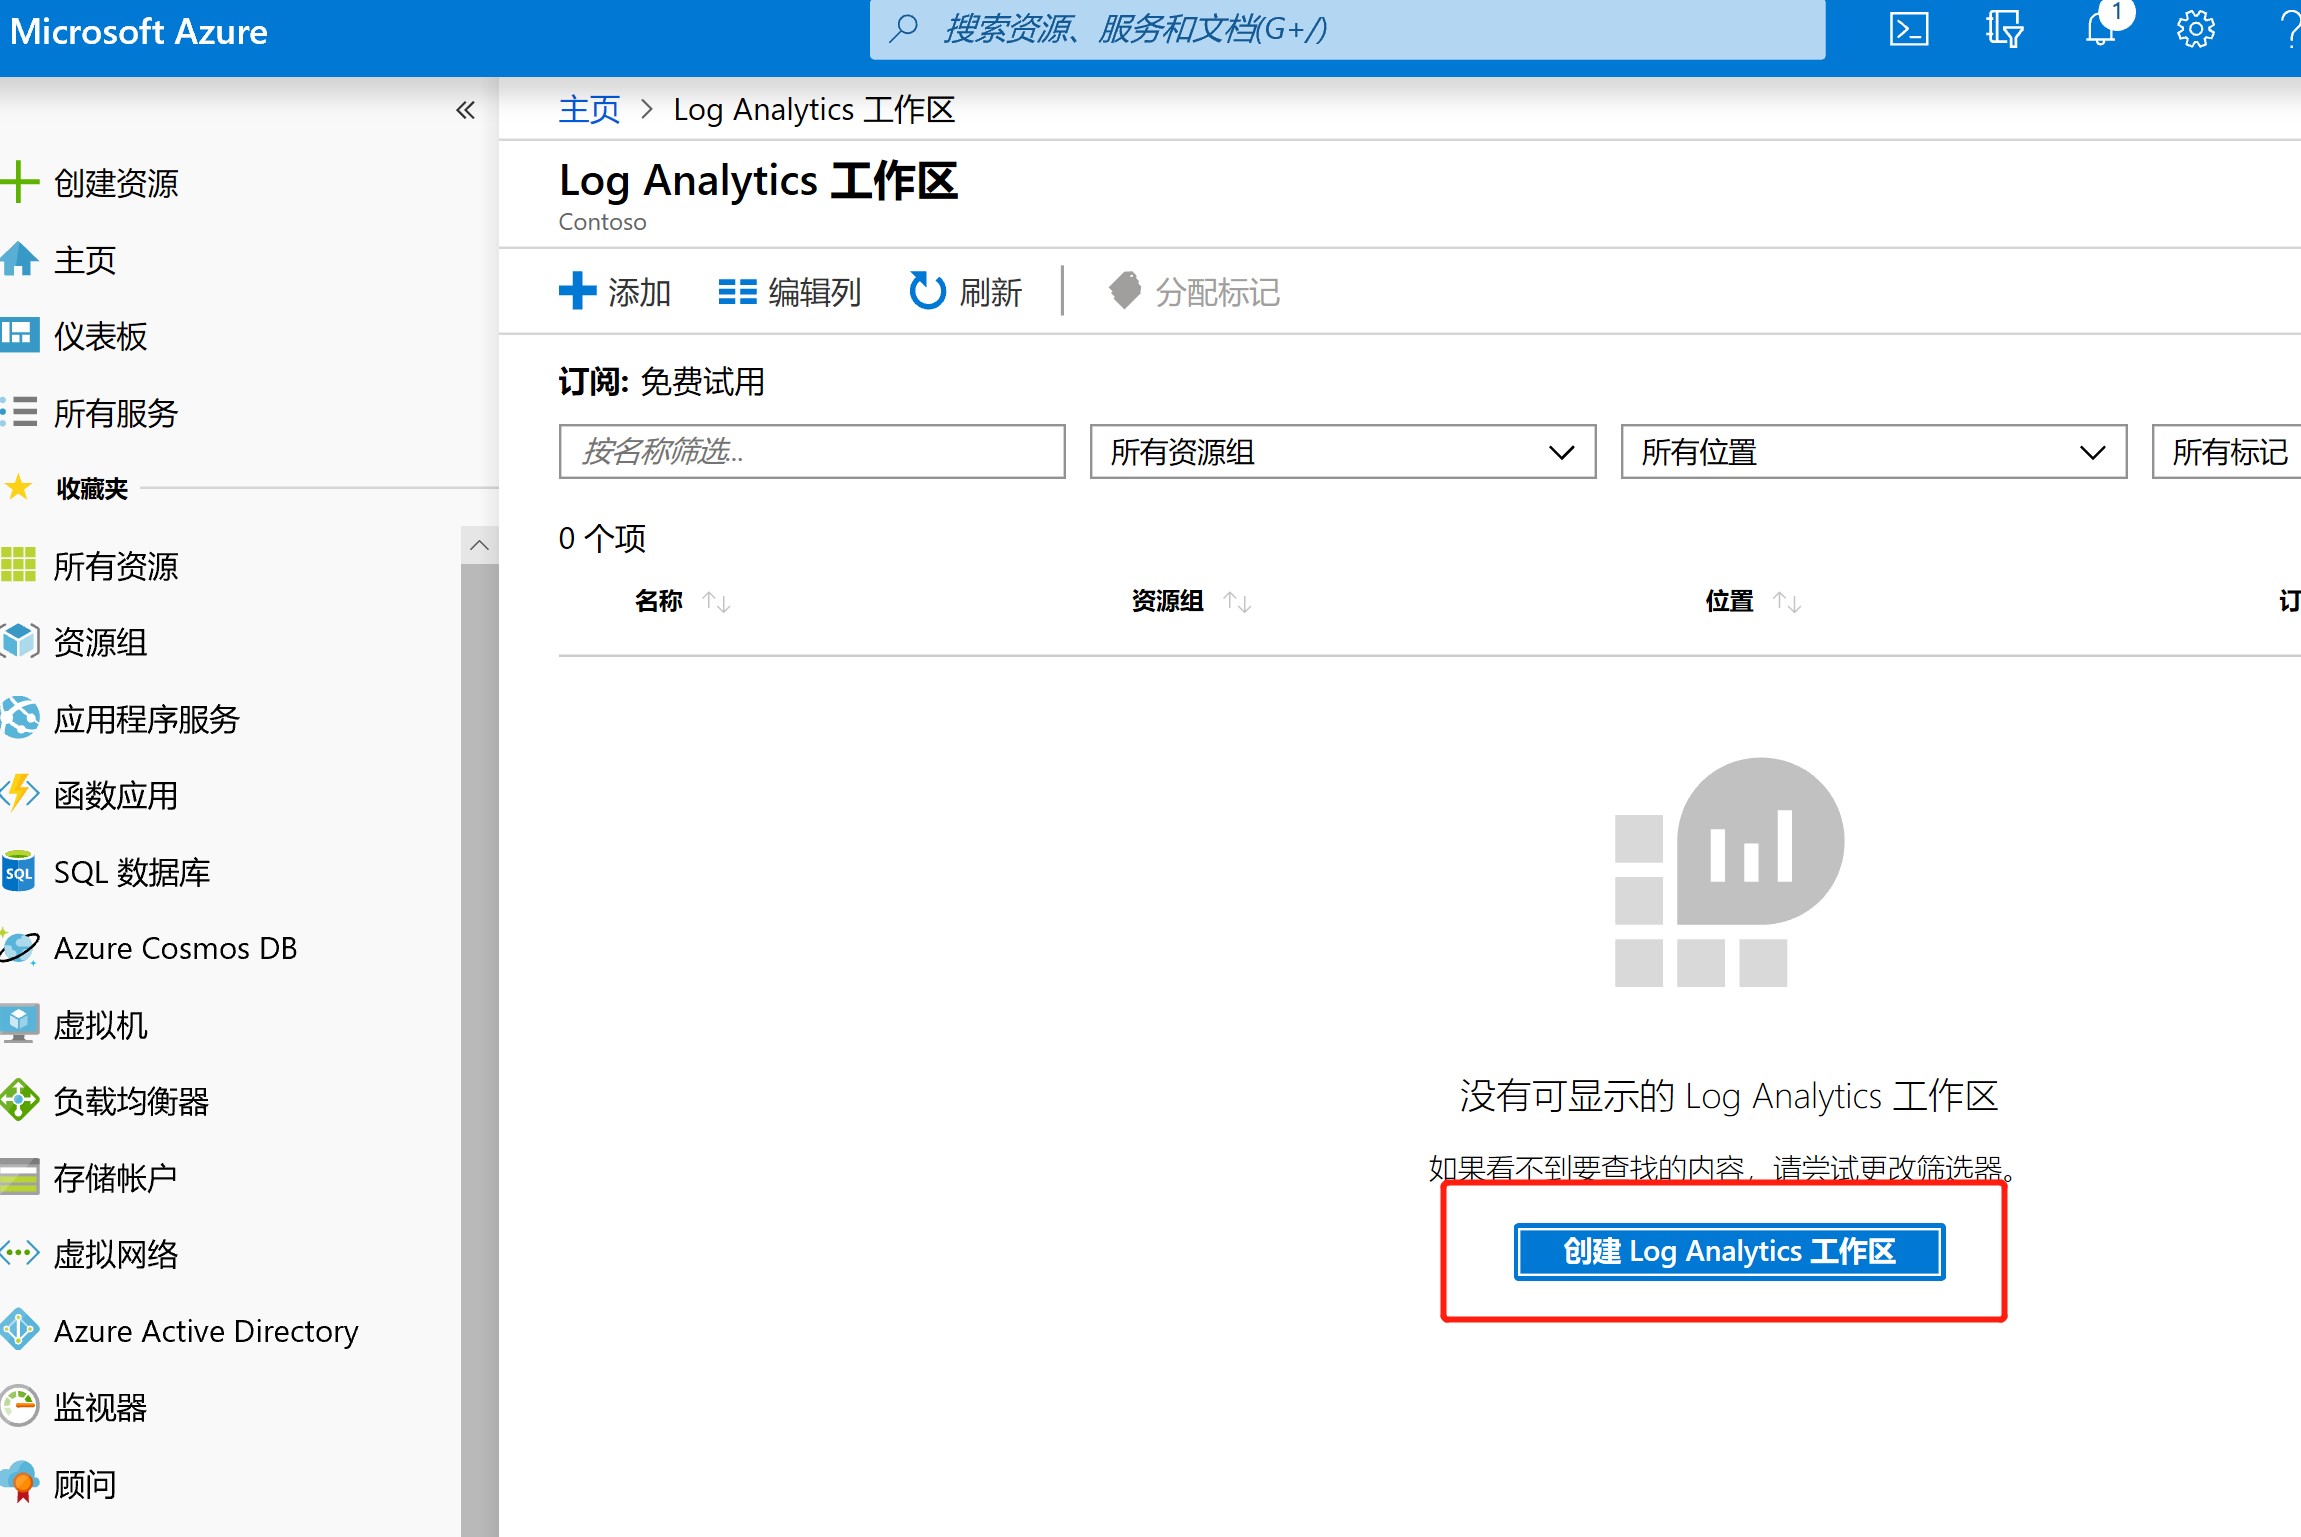 Microsoft Azure
搜索资源、服务和文档(G+/)
1
主页 > Log Analytics 工作区
Log Analytics 工作区
Contoso
添加
编辑列
刷新
分配标记
订阅: 免费试用
按名称筛选...
所有资源组
所有位置
所有标记
0 个项
名称
资源组
位置
订
没有可显示的 Log Analytics 工作区
如果看不到要查找的内容，请尝试更改筛选器。
创建 Log Analytics 工作区
创建资源
主页
仪表板
所有服务
收藏夹
所有资源
资源组
应用程序服务
函数应用
SQL 数据库
Azure Cosmos DB
虚拟机
负载均衡器
存储帐户
虚拟网络
Azure Active Directory
监视器
顾问